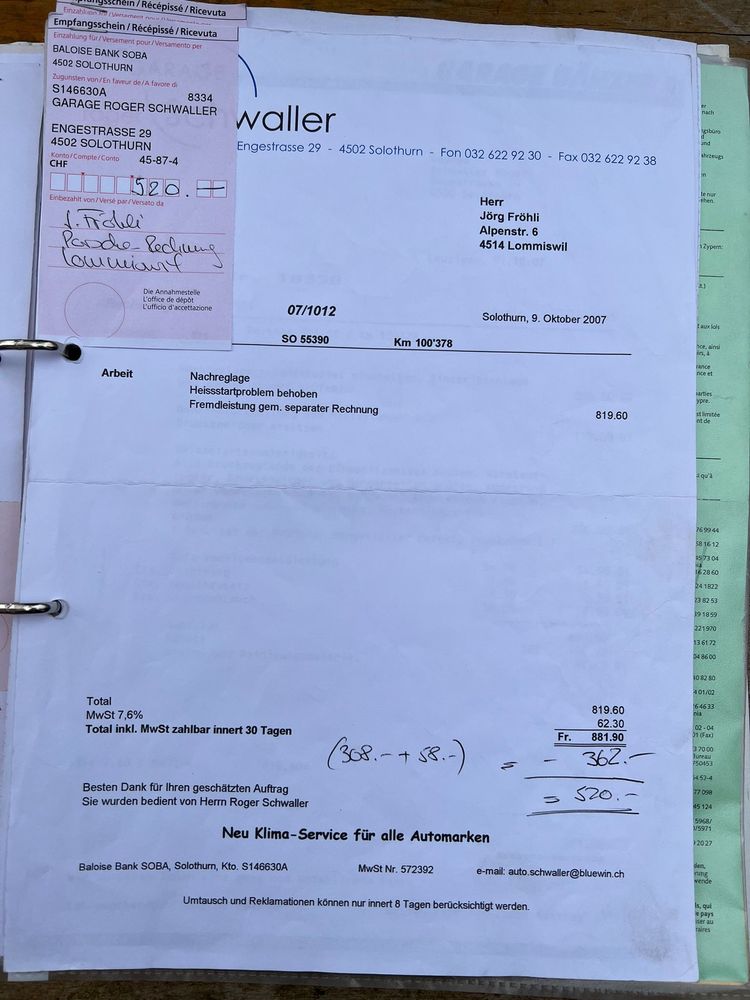 Empfangsschein / Récépissé / Ricevuta
Einzahlung für / Versement pour / Versamento per
BALOISE BANK SOBA
4502 SOLOTHURN
Zugunsten von / En faveur de / A favore di
S146630A 8334
GARAGE ROGER SCHWALLER
ENGESTRASSE 29
4502 SOLOTHURN
Konto / Compte / Conto 45-87-4
CHF
520.—
Einbezahlt von / Versé par / Versato da
J. Fröhli
Porsche-Rechnung
Lommiswil
Die Annahmestelle
L'office de dépôt
L'ufficio d'accettazione
waller
Engestrasse 29 - 4502 Solothurn - Fon 032 622 92 30 - Fax 032 622 92 38
Herr
Jörg Fröhli
Alpenstr. 6
4514 Lommiswil
07/1012 Solothurn, 9. Oktober 2007
SO 55390 Km 100'378
Arbeit Nachreglage
Heissstartproblem behoben
Fremdleistung gem. separater Rechnung 819.60
Total 819.60
MwSt 7,6% 62.30
Total inkl. MwSt zahlbar innert 30 Tagen Fr. 881.90
(308.- + 58.-) = - 362.-
= 520.-
Besten Dank für Ihren geschätzten Auftrag
Sie wurden bedient von Herrn Roger Schwaller
Neu Klima-Service für alle Automarken
Baloise Bank SOBA, Solothurn, Kto. S146630A MwSt Nr. 572392 e-mail: auto.schwaller@bluewin.ch
Umtausch und Reklamationen können nur innert 8 Tagen berücksichtigt werden.